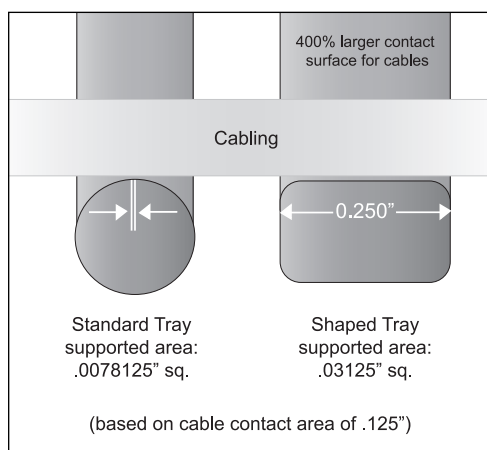 400% larger contact
surface for cables
Cabling
0.250”
Standard Tray
supported area:
.0078125” sq.
Shaped Tray
supported area:
.03125” sq.
(based on cable contact area of .125”)